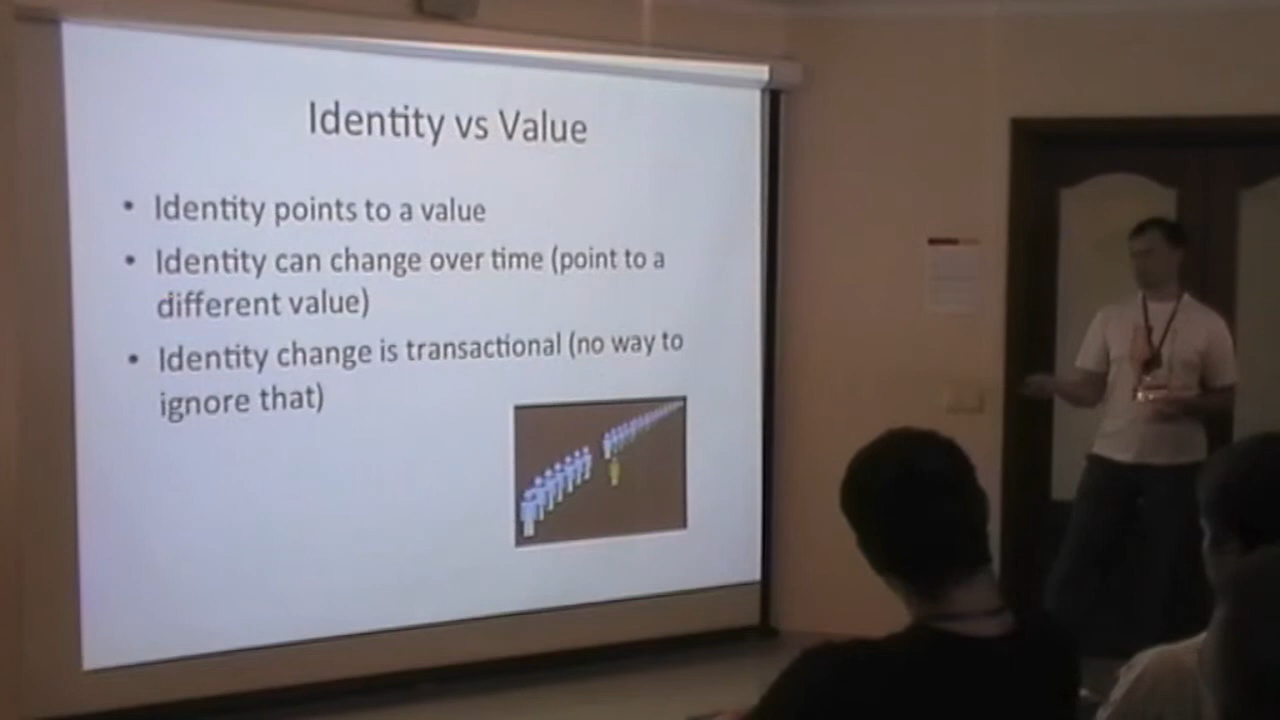 Identity vs Value
• Identity points to a value
• Identity can change over time (point to a
different value)
• Identity change is transactional (no way to
ignore that)